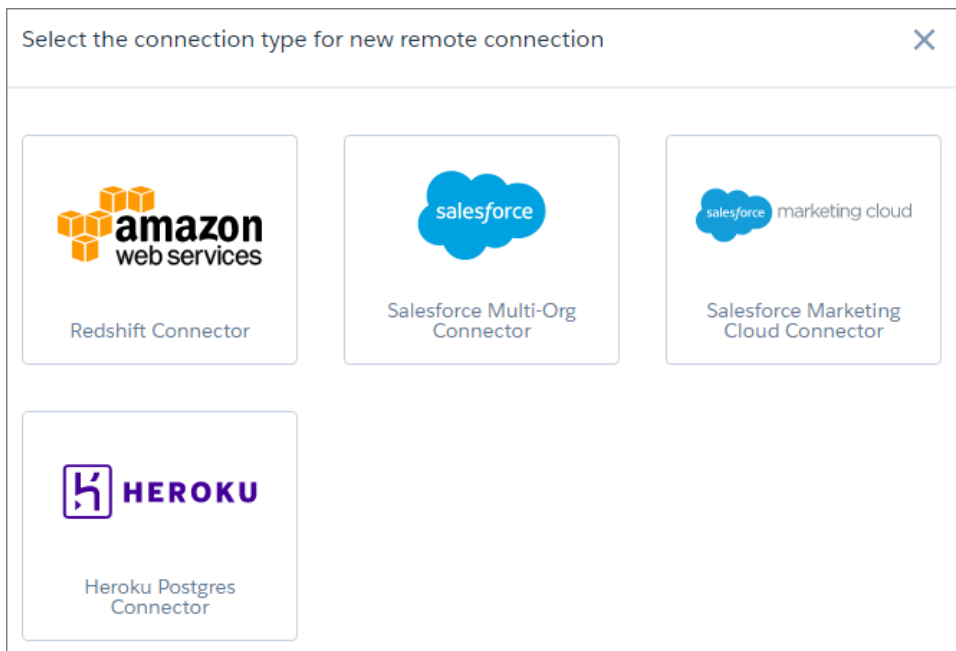 Select the connection type for new remote connection
amazon
web services
Redshift Connector
salesforce
Salesforce Multi-Org
Connector
salesforce marketing cloud
Salesforce Marketing
Cloud Connector
HEROKU
Heroku Postgres
Connector